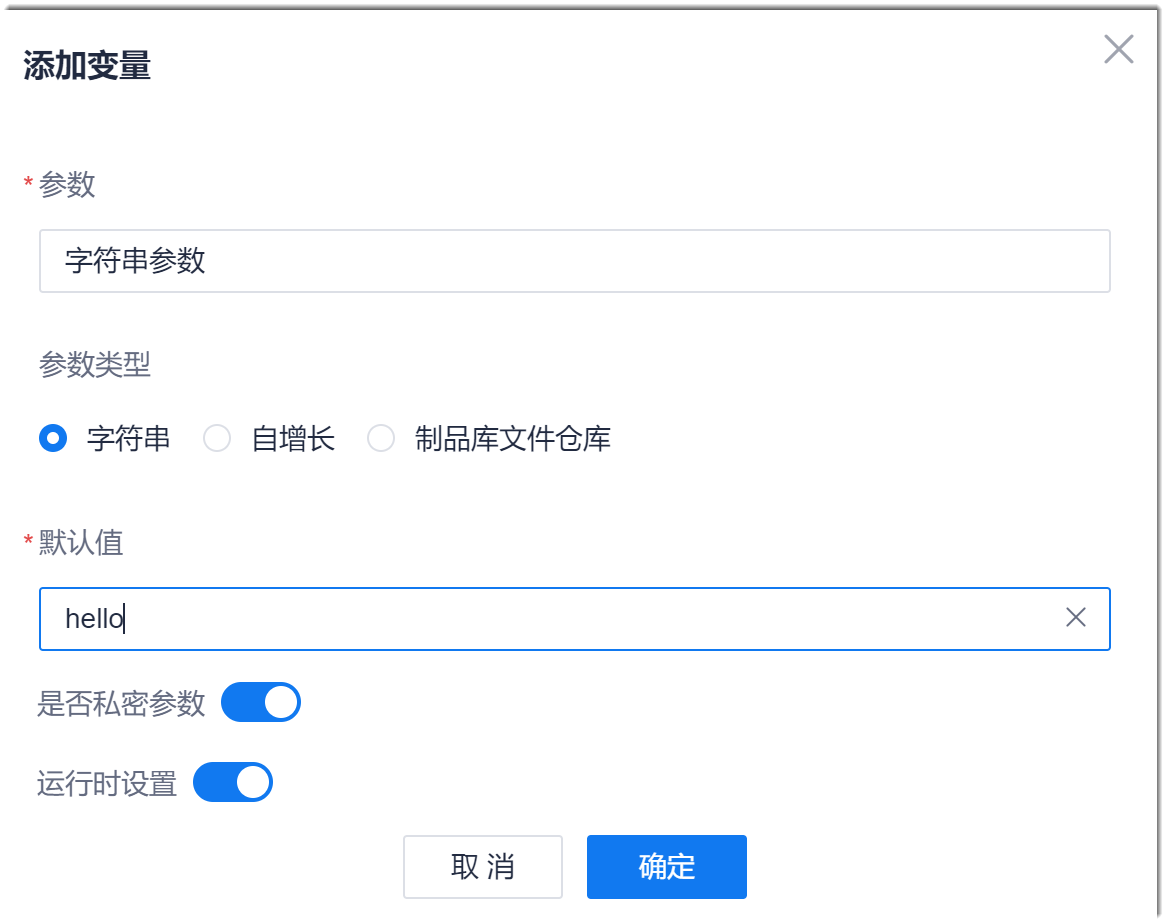 添加变量
* 参数
字符串参数
参数类型
字符串 自增长 制品库文件仓库
* 默认值
hello
是否私密参数
运行时设置
取 消 确定